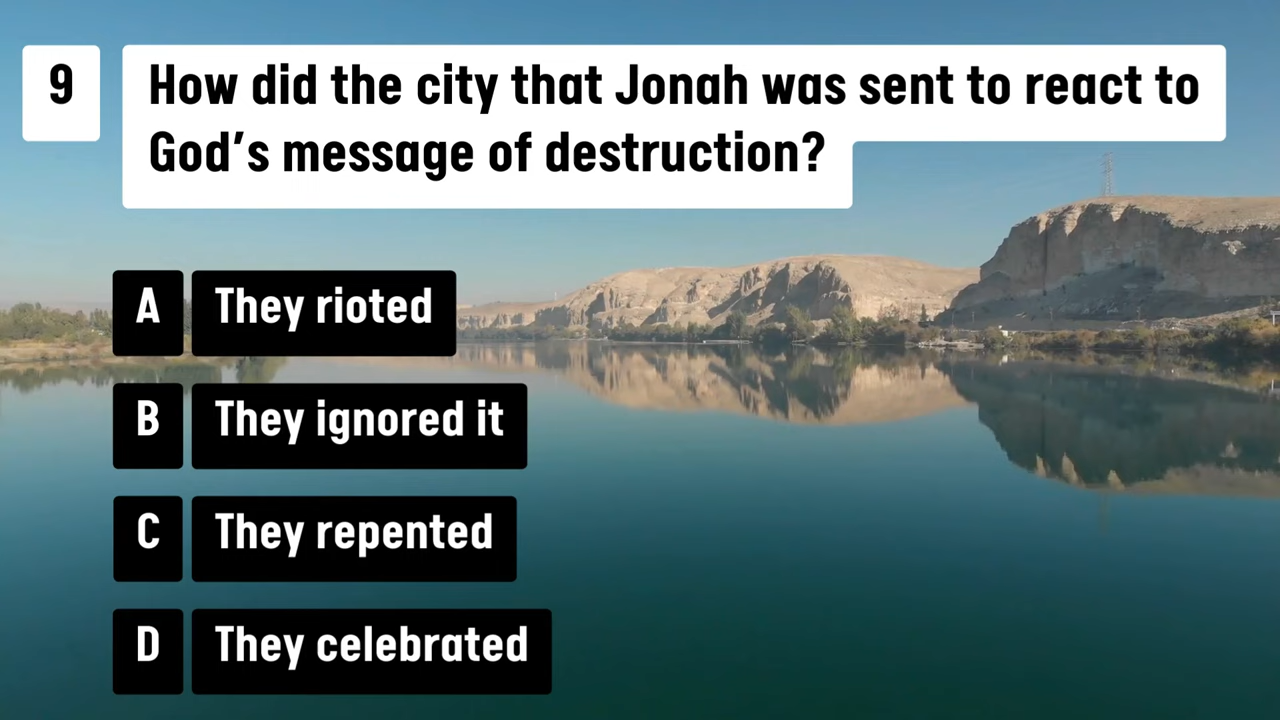 9
How did the city that Jonah was sent to react to
God’s message of destruction?
A They rioted
B They ignored it
C They repented
D They celebrated